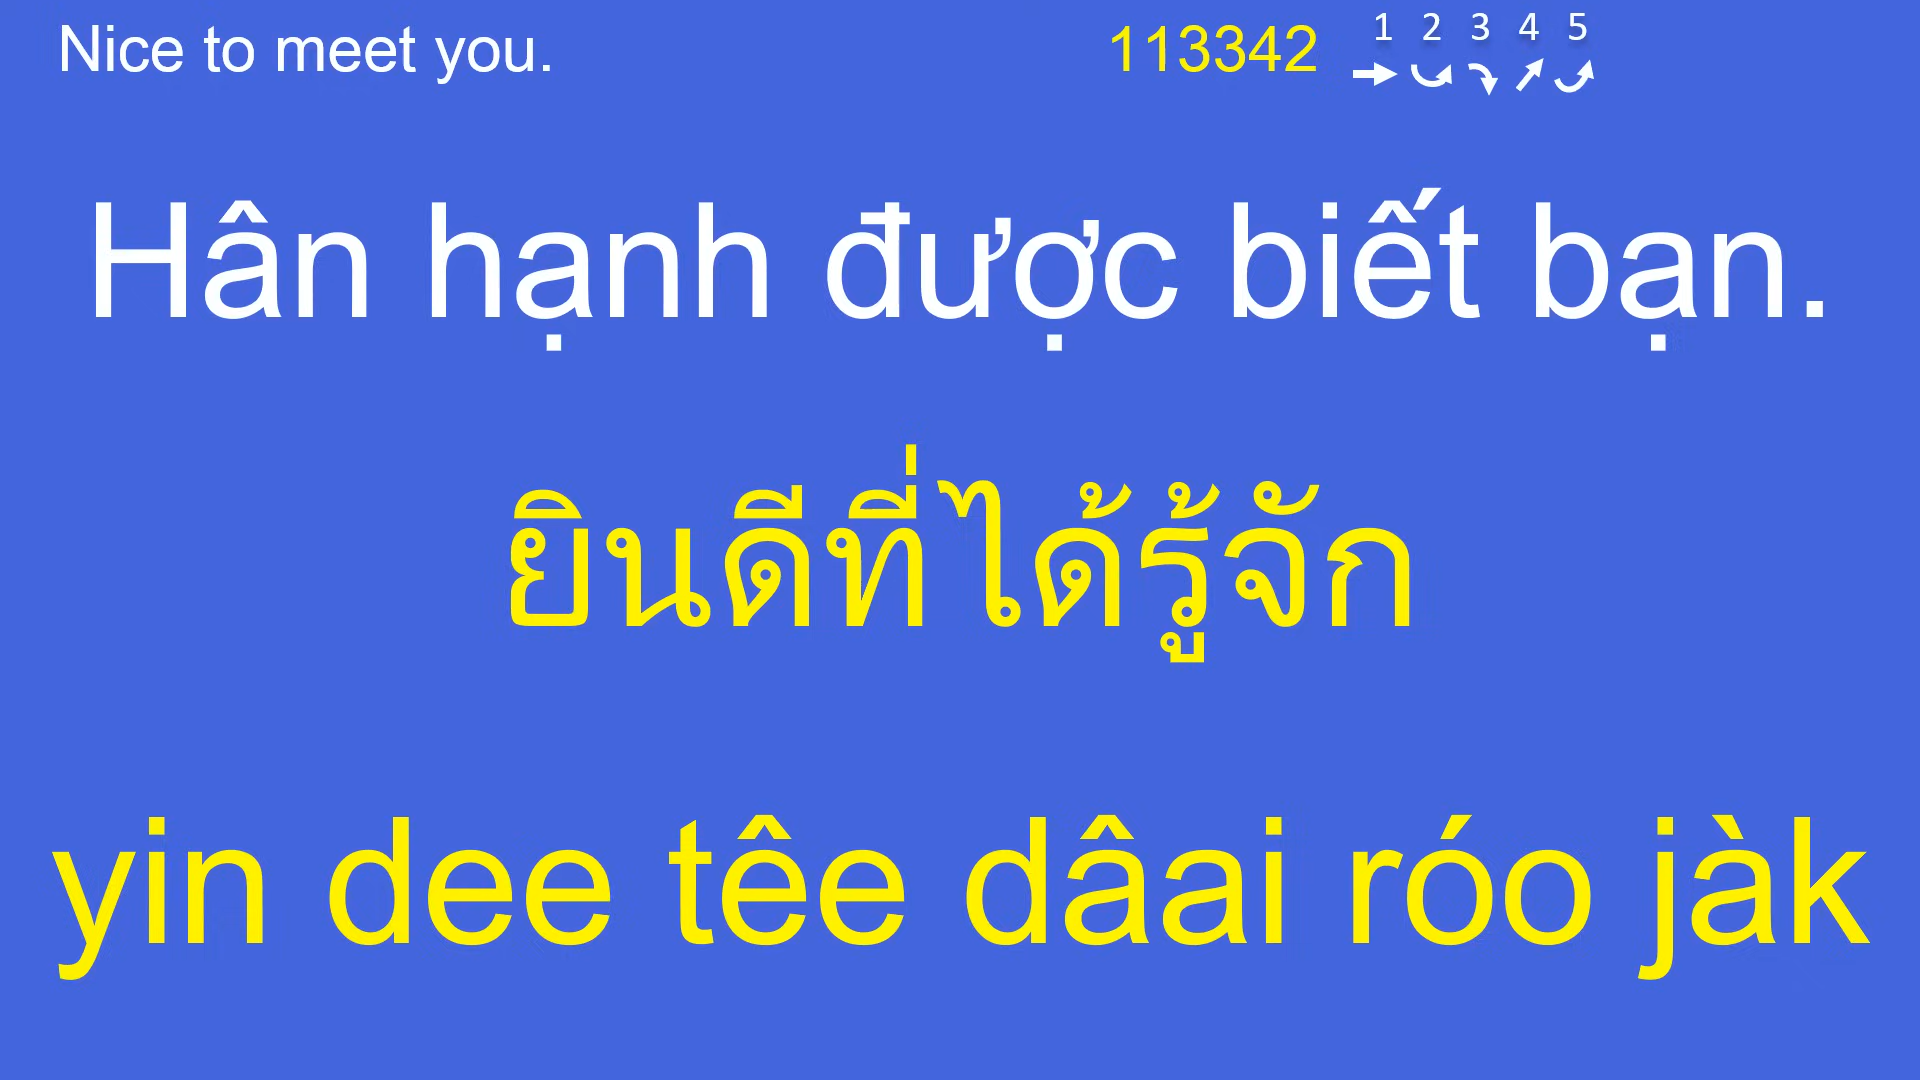 Nice to meet you.
113342
1 2 3 4 5
Hân hạnh được biết bạn.
ยินดีที่ได้รู้จัก
yin dee têe dâai róo jàk